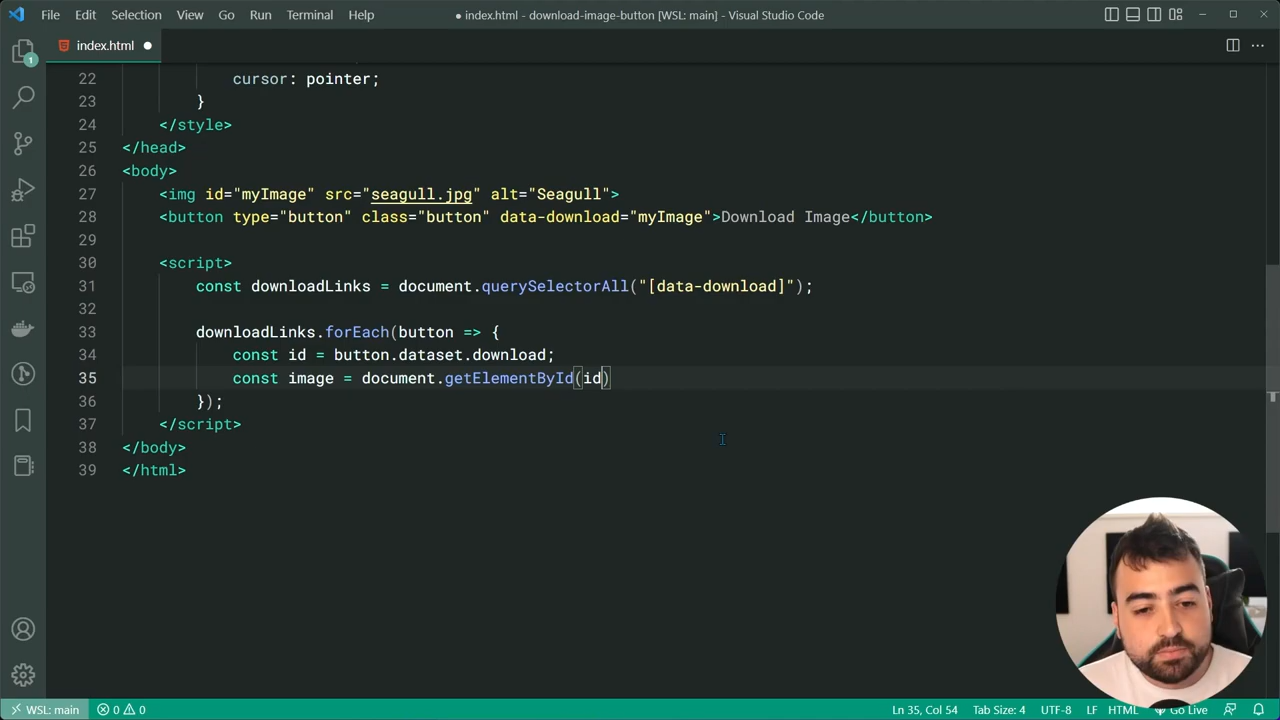 File Edit Selection View Go Run Terminal Help
● index.html - download-image-button [WSL: main] - Visual Studio Code
index.html ●
1
22 cursor: pointer;
23 }
24 </style>
25 </head>
26 <body>
27 <img id="myImage" src="seagull.jpg" alt="Seagull">
28 <button type="button" class="button" data-download="myImage">Download Image</button>
29
30 <script>
31 const downloadLinks = document.querySelectorAll("[data-download]");
32
33 downloadLinks.forEach(button => {
34 const id = button.dataset.download;
35 const image = document.getElementById(id)
36 });
37 </script>
38 </body>
39 </html>
WSL: main 0 0 Ln 35, Col 54 Tab Size: 4 UTF-8 LF HTML Go Live